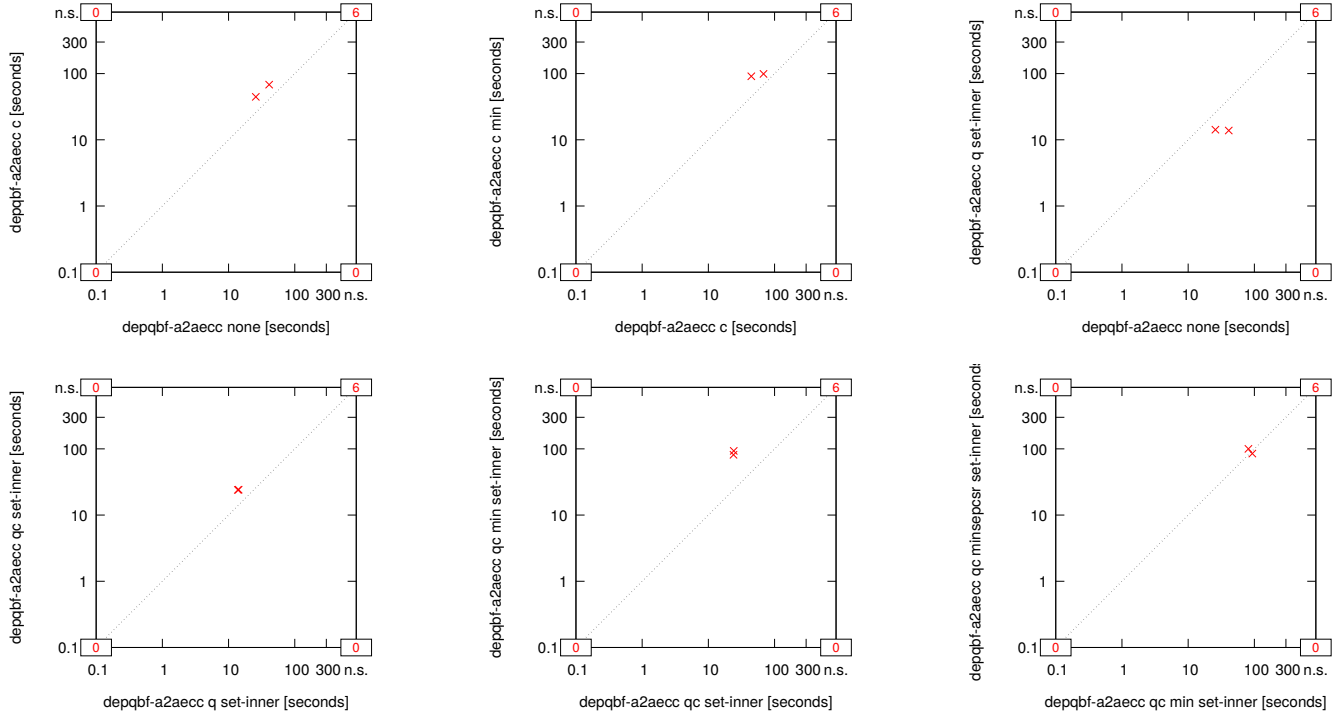 n.s. 0 6
300
100
10
1
0.1 0 0
0.1 1 10 100 300 n.s.
depqbf-a2aecc c [seconds]
depqbf-a2aecc none [seconds]
n.s. 0 6
300
100
10
1
0.1 0 0
0.1 1 10 100 300 n.s.
depqbf-a2aecc c min [seconds]
depqbf-a2aecc c [seconds]
n.s. 0 6
300
100
10
1
0.1 0 0
0.1 1 10 100 300 n.s.
depqbf-a2aecc q set-inner [seconds]
depqbf-a2aecc none [seconds]
n.s. 0 6
300
100
10
1
0.1 0 0
0.1 1 10 100 300 n.s.
depqbf-a2aecc qc set-inner [seconds]
depqbf-a2aecc q set-inner [seconds]
n.s. 0 6
300
100
10
1
0.1 0 0
0.1 1 10 100 300 n.s.
depqbf-a2aecc qc min set-inner [seconds]
depqbf-a2aecc qc set-inner [seconds]
n.s. 0 6
300
100
10
1
0.1 0 0
0.1 1 10 100 300 n.s.
depqbf-a2aecc qc minsepcsr set-inner [second
depqbf-a2aecc qc min set-inner [seconds]